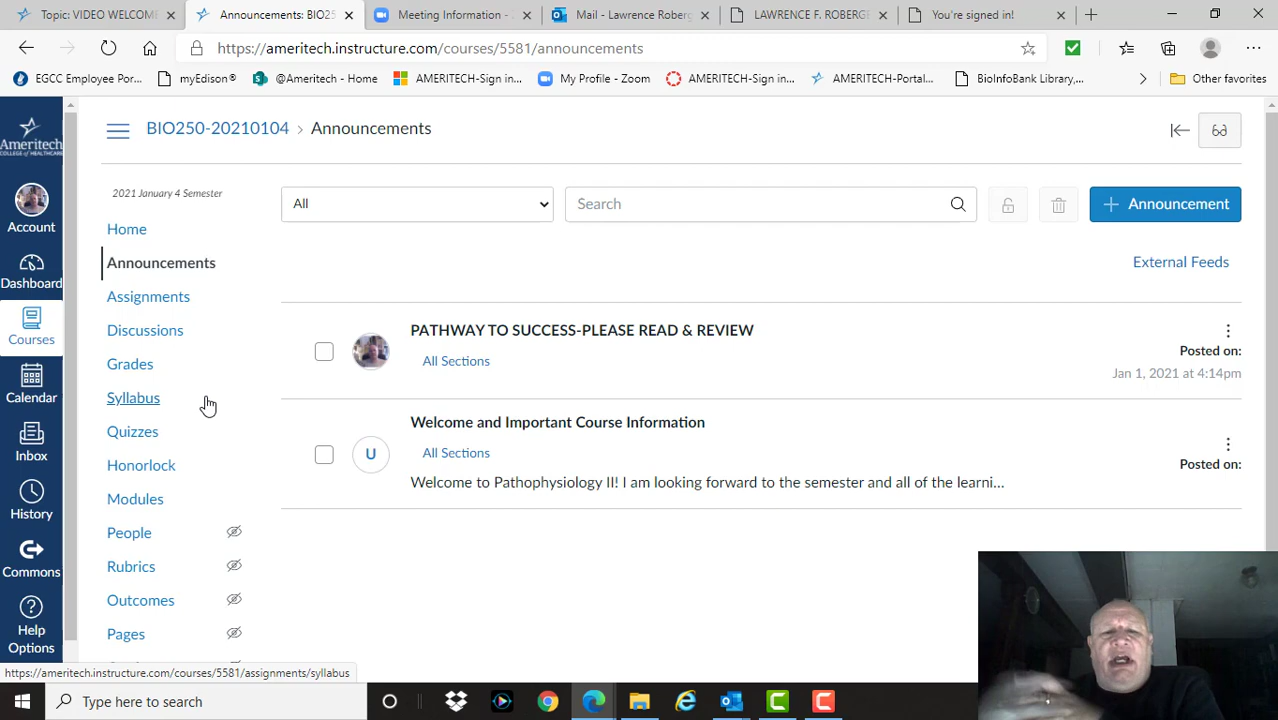 Topic: VIDEO WELCOME
Announcements: BIO25
Meeting Information -
Mail - Lawrence Roberg
LAWRENCE F. ROBERGE
You're signed in!
https://ameritech.instructure.com/courses/5581/announcements
EGCC Employee Por...
myEdison®
@Ameritech - Home
AMERITECH-Sign in...
My Profile - Zoom
AMERITECH-Sign in...
AMERITECH-Portal...
BioInfoBank Library,...
Other favorites
Ameritech
COLLEGE OF HEALTHCARE
Account
Dashboard
Courses
Calendar
Inbox
History
Commons
Help
Options
BIO250-20210104 › Announcements
2021 January 4 Semester
Home
Announcements
Assignments
Discussions
Grades
Syllabus
Quizzes
Honorlock
Modules
People
Rubrics
Outcomes
Pages
All
Search
Announcement
External Feeds
PATHWAY TO SUCCESS-PLEASE READ & REVIEW
All Sections
Posted on:
Jan 1, 2021 at 4:14pm
U
Welcome and Important Course Information
All Sections
Posted on:
Welcome to Pathophysiology II! I am looking forward to the semester and all of the learni...
https://ameritech.instructure.com/courses/5581/assignments/syllabus
Type here to search